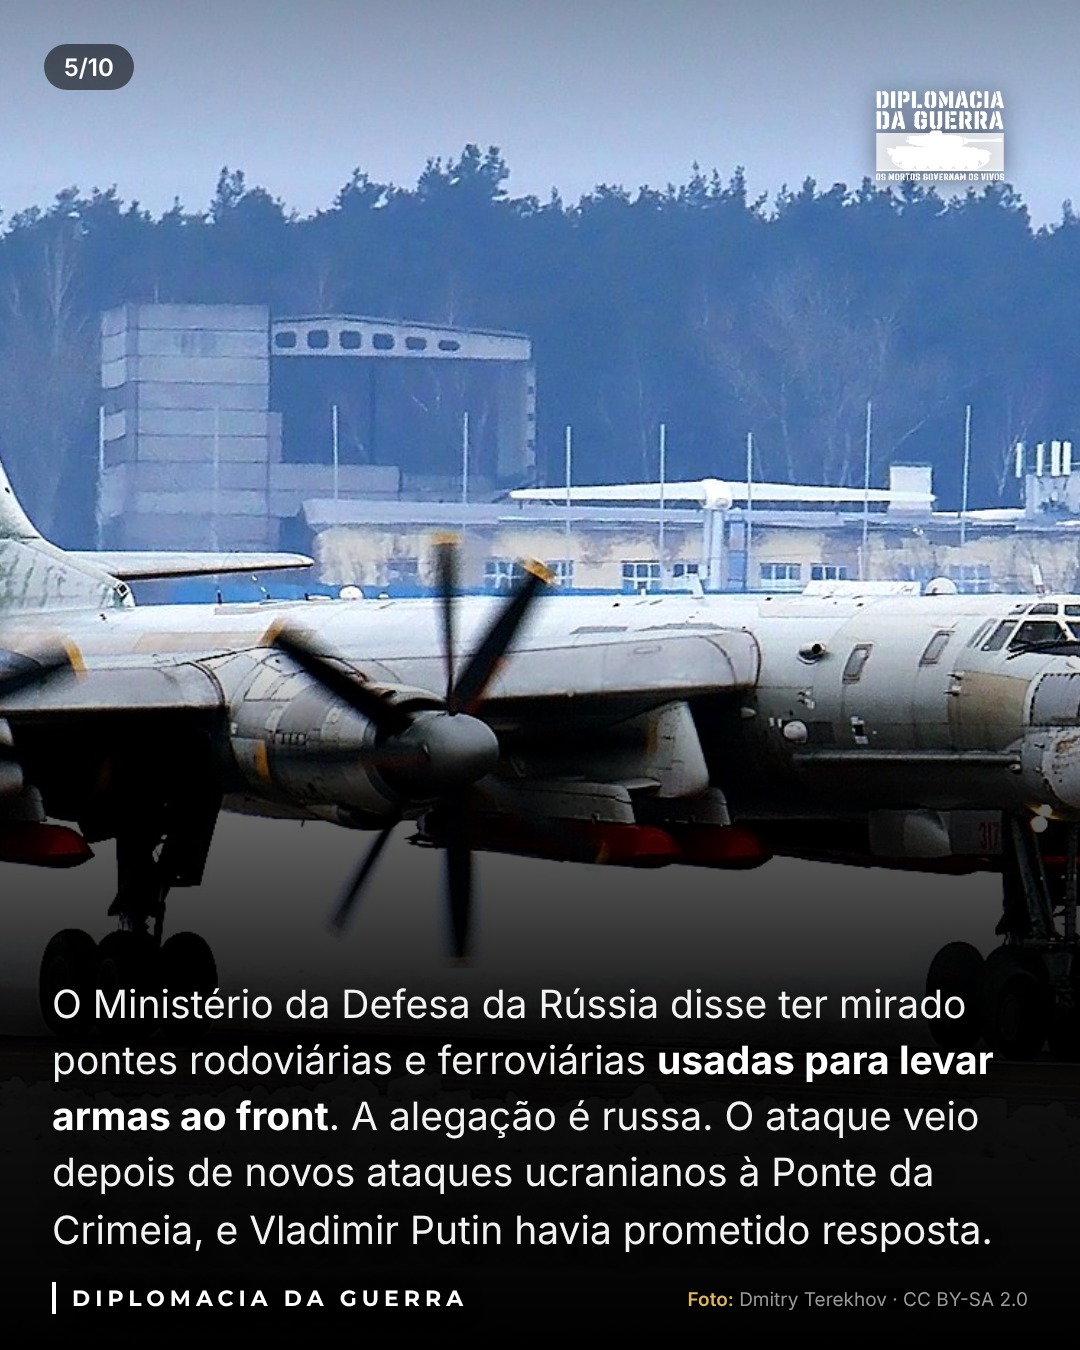 5/10
DIPLOMACIA
DA GUERRA
OS MORTOS GOVERNAM OS VIVOS
317
O Ministério da Defesa da Rússia disse ter mirado
pontes rodoviárias e ferroviárias usadas para levar
armas ao front. A alegação é russa. O ataque veio
depois de novos ataques ucranianos à Ponte da
Crimeia, e Vladimir Putin havia prometido resposta.
DIPLOMACIA DA GUERRA
Foto: Dmitry Terekhov · CC BY-SA 2.0